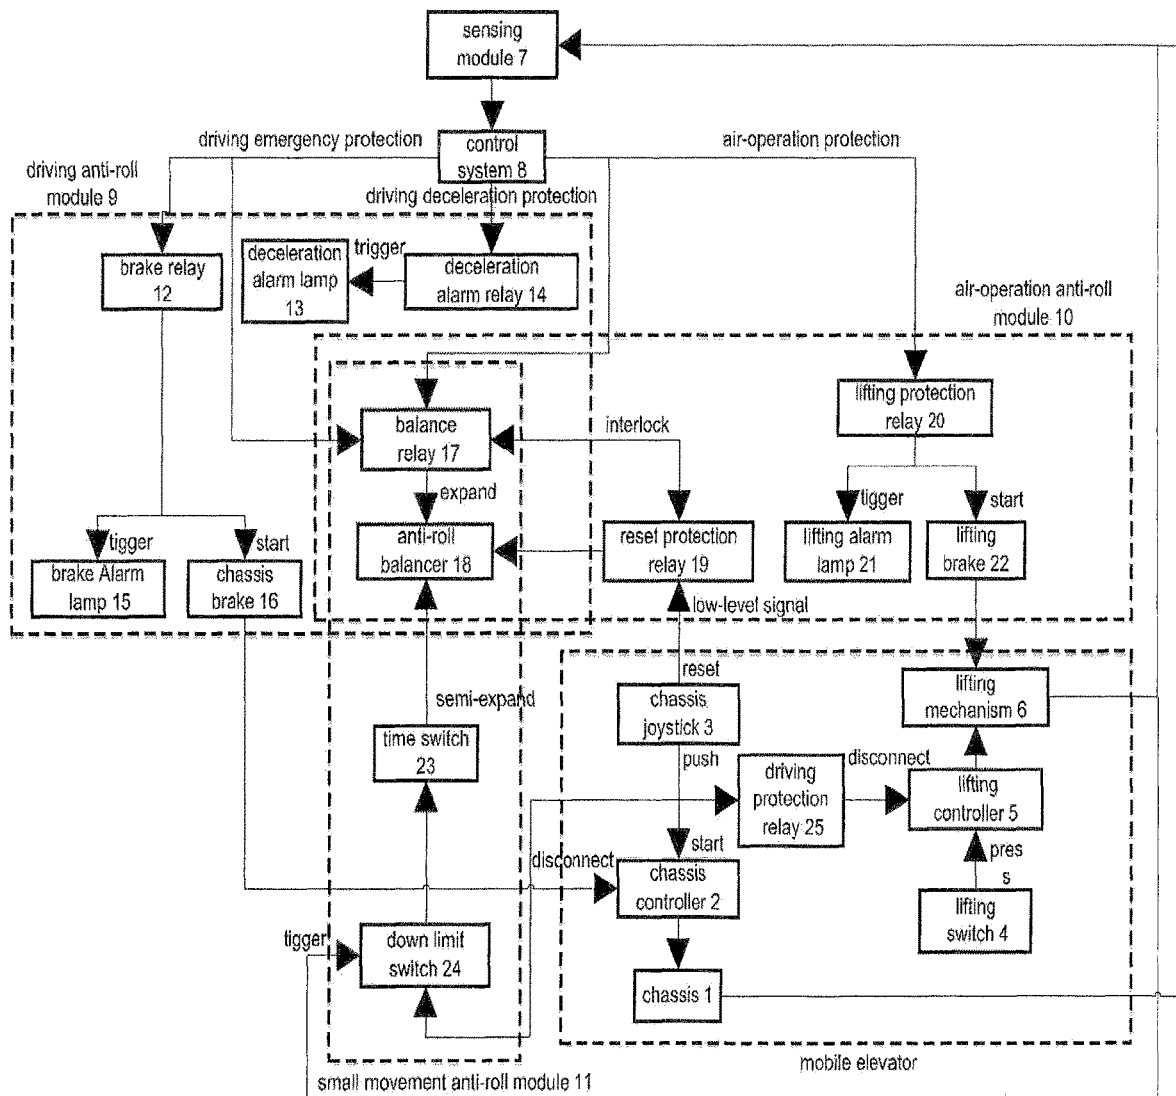 sensing
module 7
driving emergency protection
control
system 8
air-operation protection
driving anti-roll
module 9
driving deceleration protection
brake relay
12
deceleration
alarm lamp
13
trigger
deceleration
alarm relay 14
air-operation anti-roll
module 10
lifting protection
relay 20
balance
relay 17
interlock
expand
tigger
start
anti-roll
balancer 18
reset protection
relay 19
lifting alarm
lamp 21
lifting
brake 22
tigger
start
brake Alarm
lamp 15
chassis
brake 16
low-level signal
reset
semi-expand
chassis
joystick 3
lifting
mechanism 6
time switch
23
push
driving
protection
relay 25
disconnect
lifting
controller 5
start
pres
s
disconnect
chassis
controller 2
lifting
switch 4
tigger
down limit
switch 24
chassis 1
mobile elevator
small movement anti-roll module 11